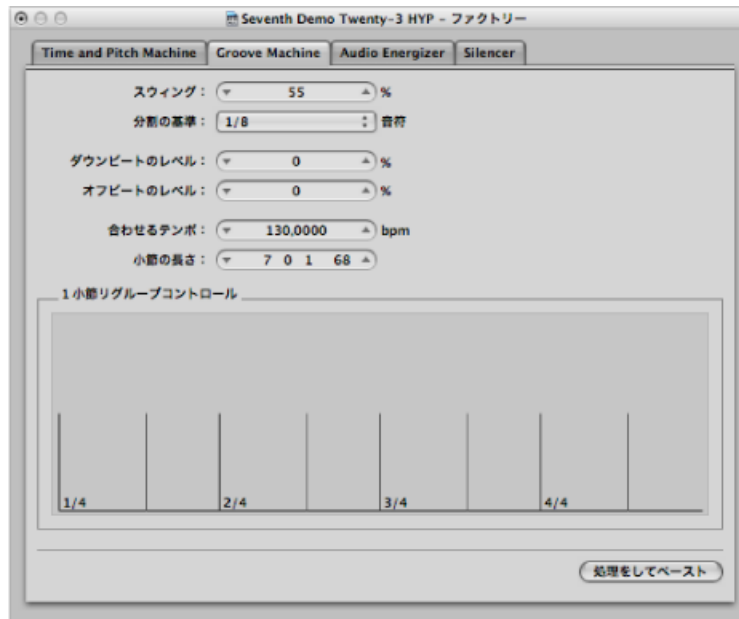 Seventh Demo Twenty-3 HYP - ファクトリー
Time and Pitch Machine Groove Machine Audio Energizer Silencer
スウィング： 55 %
分割の基準： 1/8 音符
ダウンビートのレベル： 0 %
オフビートのレベル： 0 %
合わせるテンポ： 130,0000 bpm
小節の長さ： 7 0 1 68
1 小節リグループコントロール
1/4 2/4 3/4 4/4
処理をしてペースト